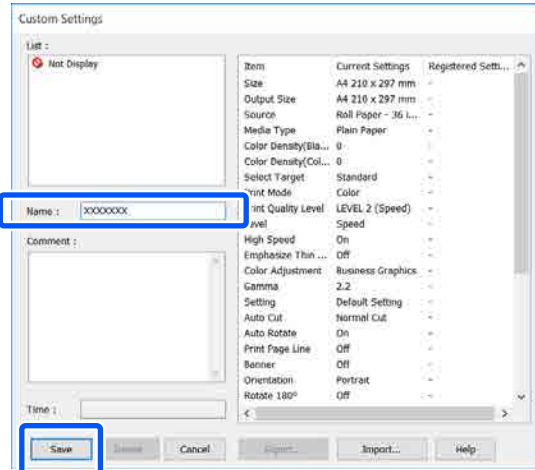 Custom Settings
List :
Not Display
Name : XXXXXXX
Comment :
Time :
Item Current Settings Registered Setti...
Size A4 210 x 297 mm -
Output Size A4 210 x 297 mm -
Source Roll Paper - 36 i... -
Media Type Plain Paper -
Color Density(Bla... 0 -
Color Density(Col... 0 -
Select Target Standard -
Print Mode Color -
Print Quality Level LEVEL 2 (Speed) -
Level Speed -
High Speed On -
Emphasize Thin ... Off -
Color Adjustment Business Graphics -
Gamma 2.2 -
Setting Default Setting -
Auto Cut Normal Cut -
Auto Rotate On -
Print Page Line Off -
Banner Off -
Orientation Portrait -
Rotate 180° Off -
Save Delete Cancel Export... Import... Help